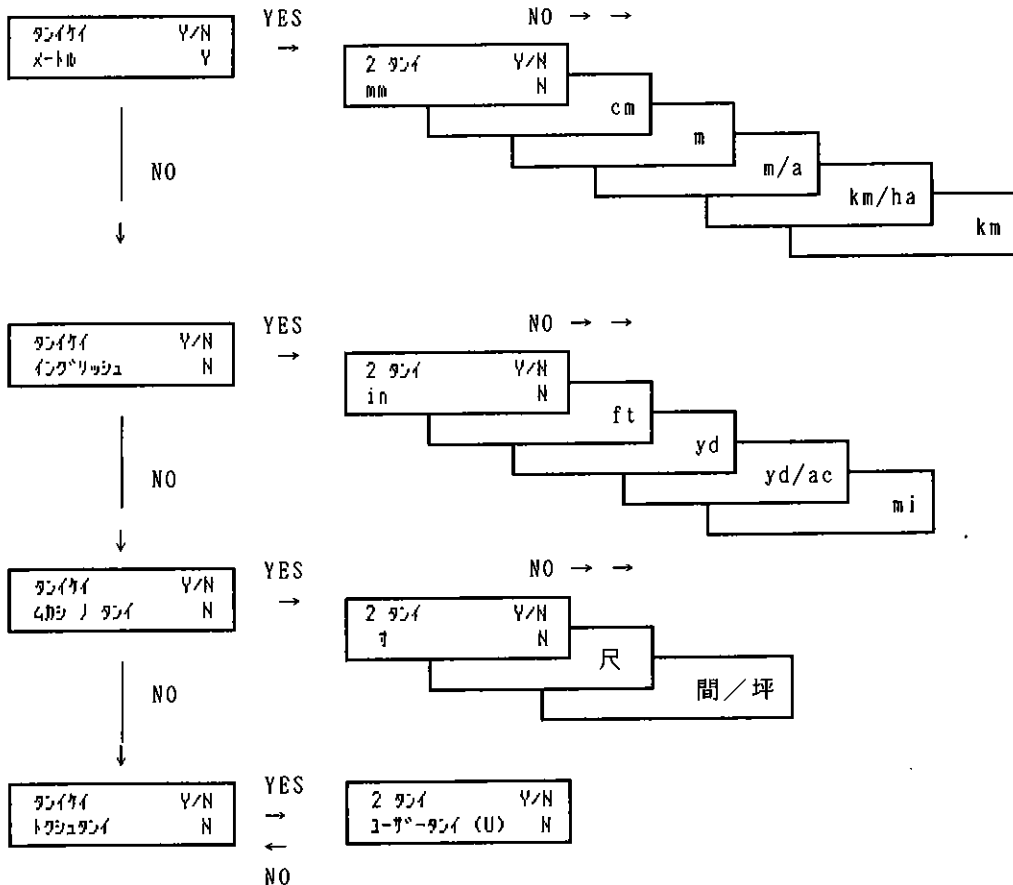 YES
NO → →
ﾀﾝｲｹｲ Y/N
ﾒｰﾄﾙ Y
→
2 ﾀﾝｲ Y/N
mm N
cm
m
m/a
km/ha
km
NO
↓
YES
NO → →
ﾀﾝｲｹｲ Y/N
ｲﾝｸﾞﾘｯｼｭ N
→
2 ﾀﾝｲ Y/N
in N
ft
yd
yd/ac
mi
NO
↓
YES
NO → →
ﾀﾝｲｹｲ Y/N
ﾑｶｼ ﾉ ﾀﾝｲ N
→
2 ﾀﾝｲ Y/N
寸 N
尺
間／坪
NO
↓
YES
ﾀﾝｲｹｲ Y/N
ﾄｸｼｭﾀﾝｲ N
→
←
2 ﾀﾝｲ Y/N
ﾕｰｻﾞｰﾀﾝｲ (U) N
NO